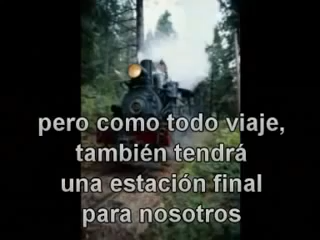 pero como todo viaje,
también tendrá
una estación final
para nosotros